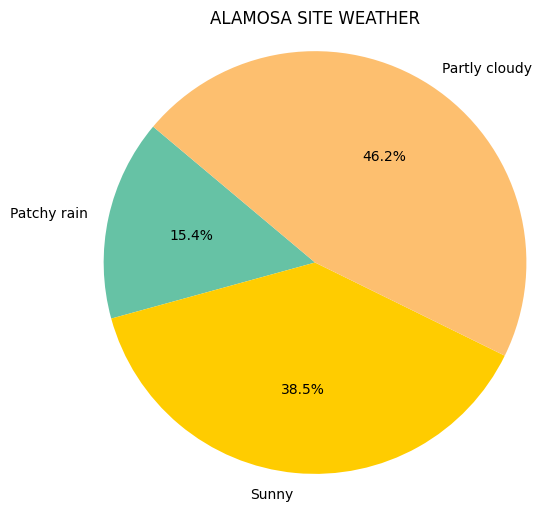 ALAMOSA SITE WEATHER
Partly cloudy
46.2%
Patchy rain
15.4%
38.5%
Sunny